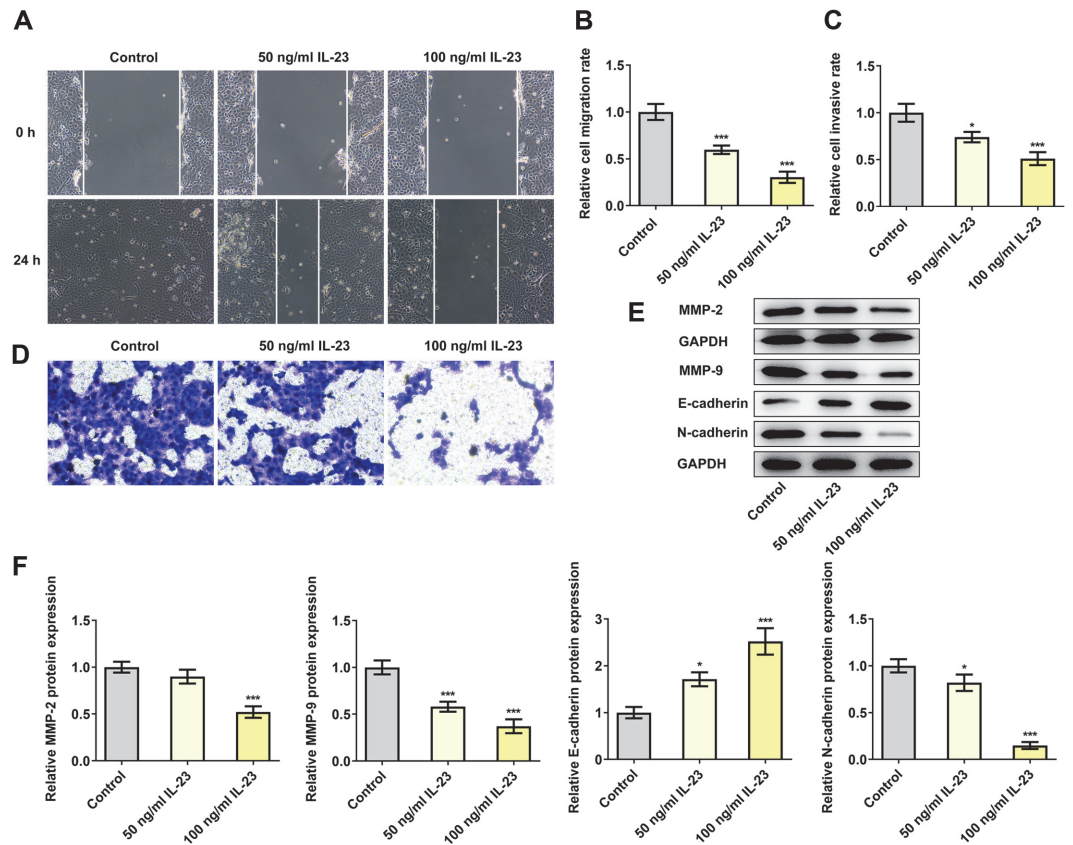 A
Control
50 ng/ml IL-23
100 ng/ml IL-23
0 h
24 h
B
Relative cell migration rate
1.5
1.0
0.5
0.0
***
***
Control
50 ng/ml IL-23
100 ng/ml IL-23
C
Relative cell invasive rate
1.5
1.0
0.5
0.0
*
***
Control
50 ng/ml IL-23
100 ng/ml IL-23
D
Control
50 ng/ml IL-23
100 ng/ml IL-23
E
MMP-2
GAPDH
MMP-9
E-cadherin
N-cadherin
GAPDH
Control
50 ng/ml IL-23
100 ng/ml IL-23
F
Relative MMP-2 protein expression
1.5
1.0
0.5
0.0
***
Control
50 ng/ml IL-23
100 ng/ml IL-23
Relative MMP-9 protein expression
1.5
1.0
0.5
0.0
***
***
Control
50 ng/ml IL-23
100 ng/ml IL-23
Relative E-cadherin protein expression
3
2
1
0
*
***
Control
50 ng/ml IL-23
100 ng/ml IL-23
Relative N-cadherin protein expression
1.5
1.0
0.5
0.0
*
***
Control
50 ng/ml IL-23
100 ng/ml IL-23